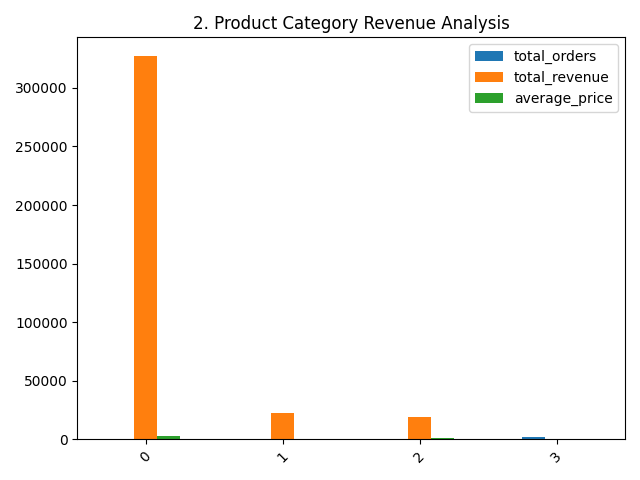 2. Product Category Revenue Analysis
total_orders
total_revenue
average_price
300000
250000
200000
150000
100000
50000
0
0
1
2
3